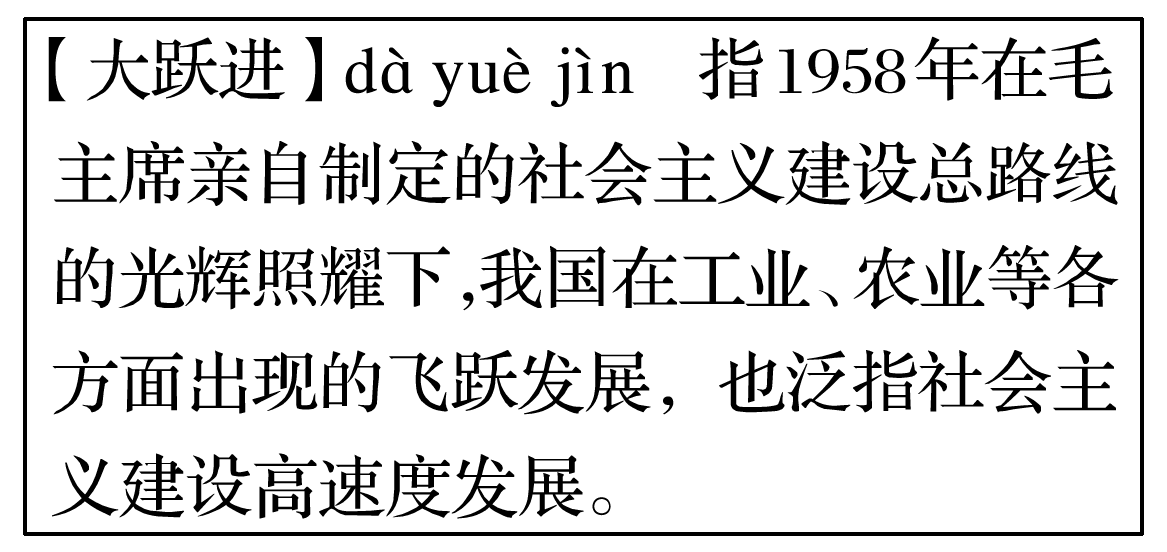 【大跃进】dà yuè jìn 指1958年在毛
主席亲自制定的社会主义建设总路线
的光辉照耀下,我国在工业、农业等各
方面出现的飞跃发展，也泛指社会主
义建设高速度发展。